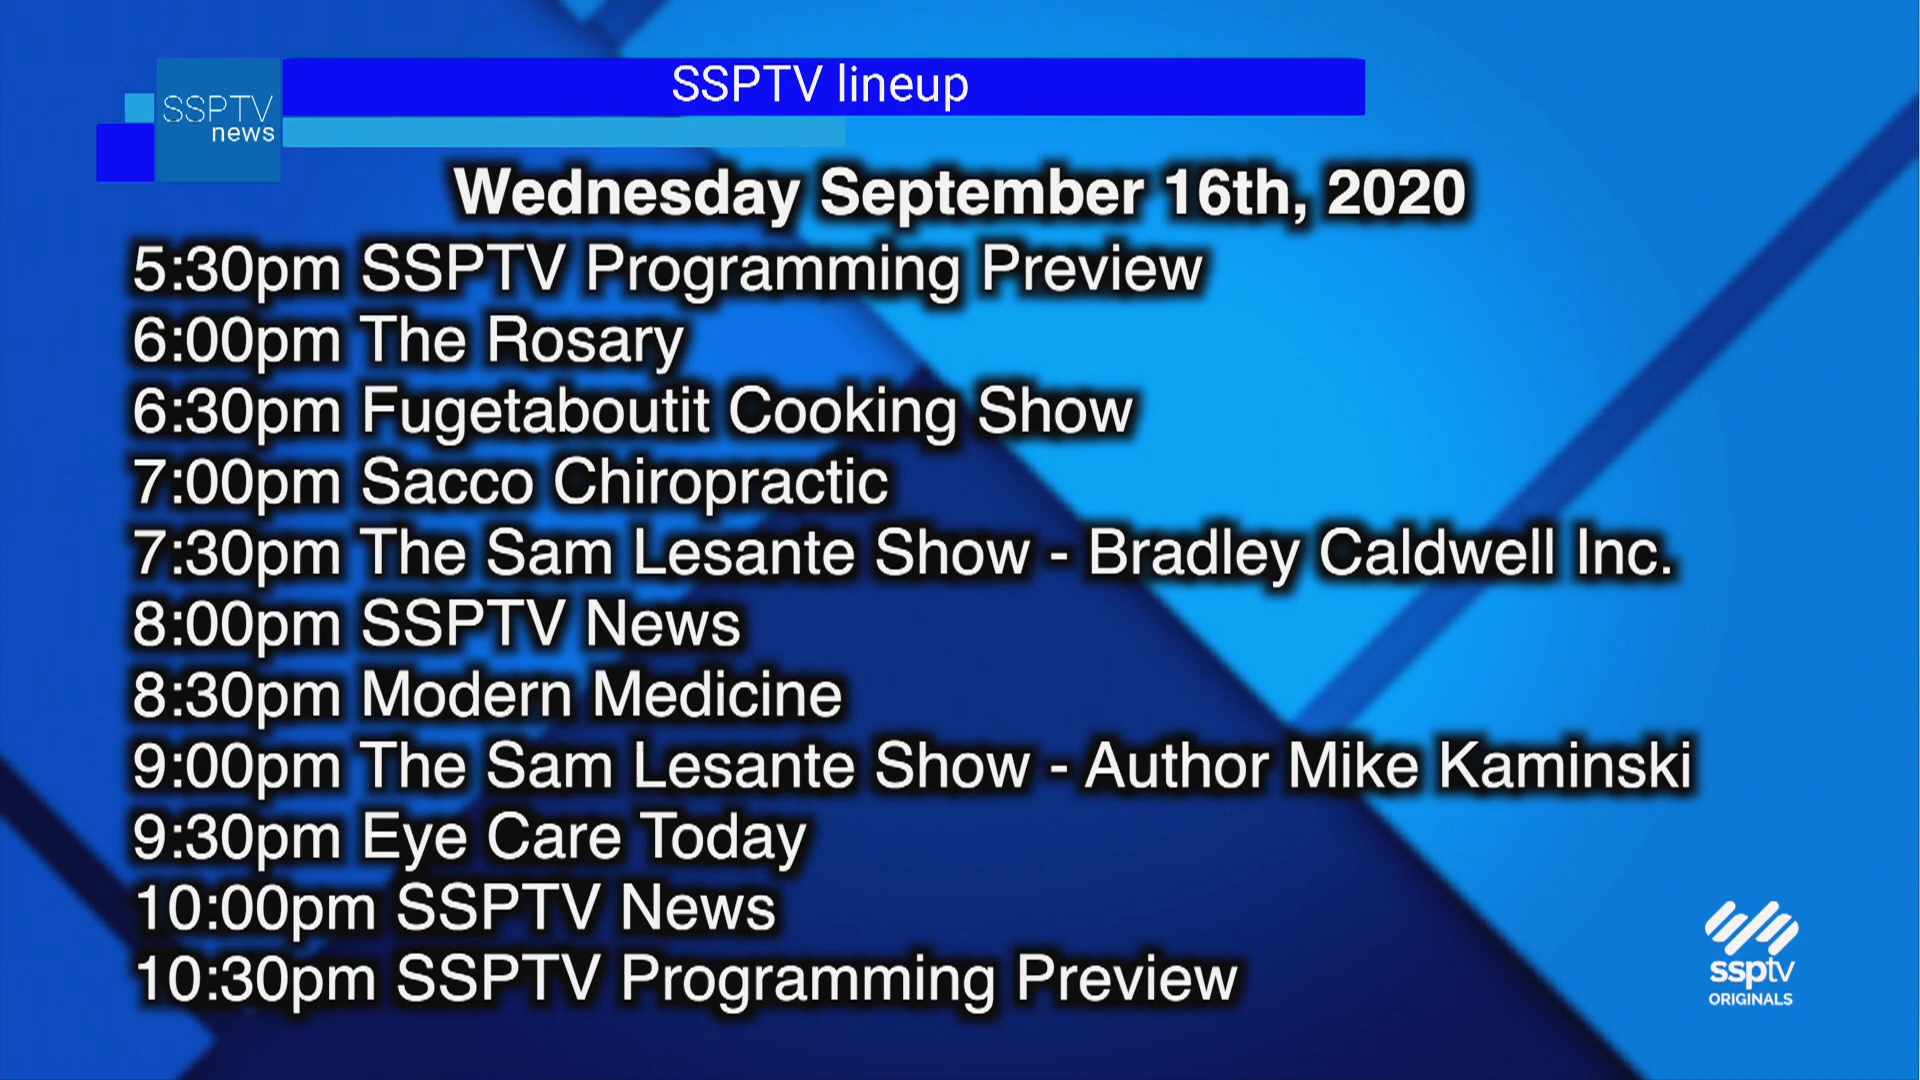 SSPTV lineup
SSPTV
news
Wednesday September 16th, 2020
5:30pm SSPTV Programming Preview
6:00pm The Rosary
6:30pm Fugetaboutit Cooking Show
7:00pm Sacco Chiropractic
7:30pm The Sam Lesante Show - Bradley Caldwell Inc.
8:00pm SSPTV News
8:30pm Modern Medicine
9:00pm The Sam Lesante Show - Author Mike Kaminski
9:30pm Eye Care Today
10:00pm SSPTV News
10:30pm SSPTV Programming Preview
ssptv
ORIGINALS